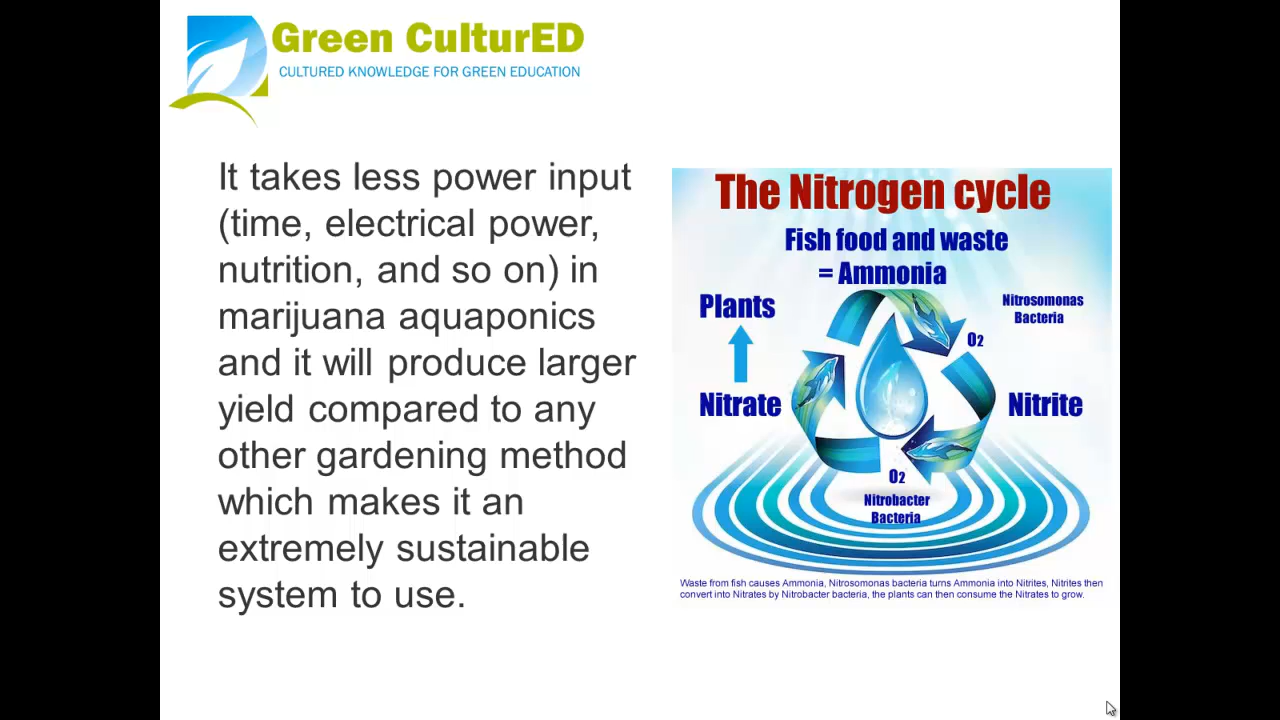 Green CulturED
CULTURED KNOWLEDGE FOR GREEN EDUCATION
It takes less power input
(time, electrical power,
nutrition, and so on) in
marijuana aquaponics
and it will produce larger
yield compared to any
other gardening method
which makes it an
extremely sustainable
system to use.
The Nitrogen cycle
Fish food and waste
= Ammonia
Nitrosomonas
Bacteria
O2
Plants
Nitrate
Nitrite
O2
Nitrobacter
Bacteria
Waste from fish causes Ammonia, Nitrosomonas bacteria turns Ammonia into Nitrites, Nitrites then
convert into Nitrates by Nitrobacter bacteria, the plants can then consume the Nitrates to grow.